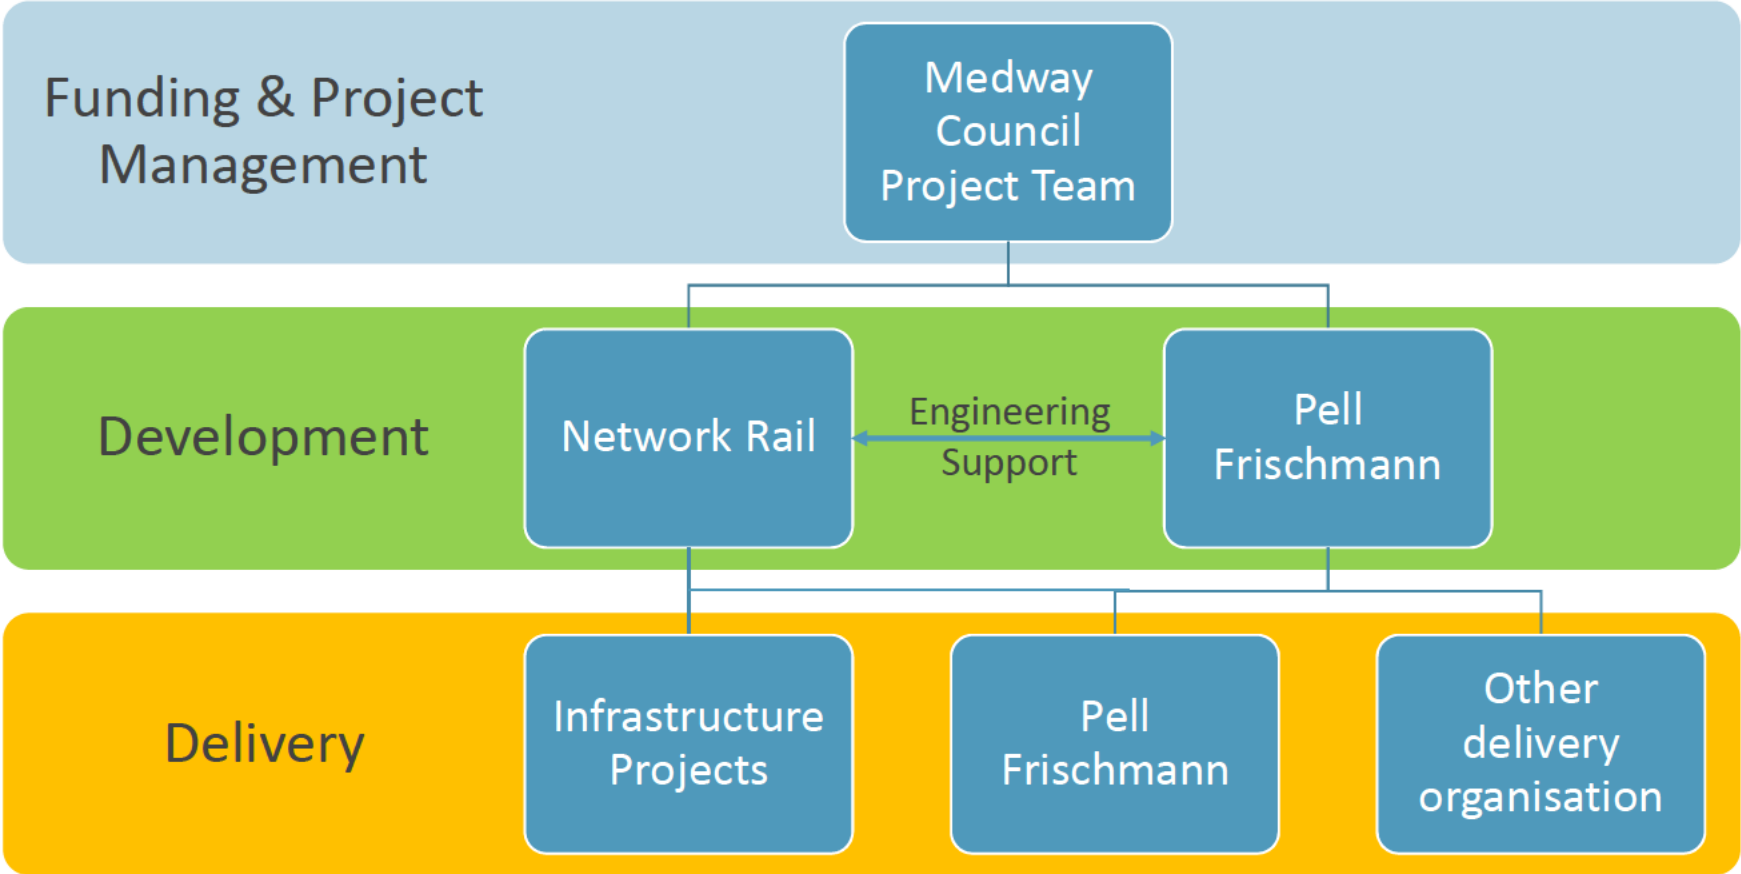 Funding & Project
Management
Medway
Council
Project Team
Development
Network Rail
Engineering
Support
Pell
Frischmann
Delivery
Infrastructure
Projects
Pell
Frischmann
Other
delivery
organisation